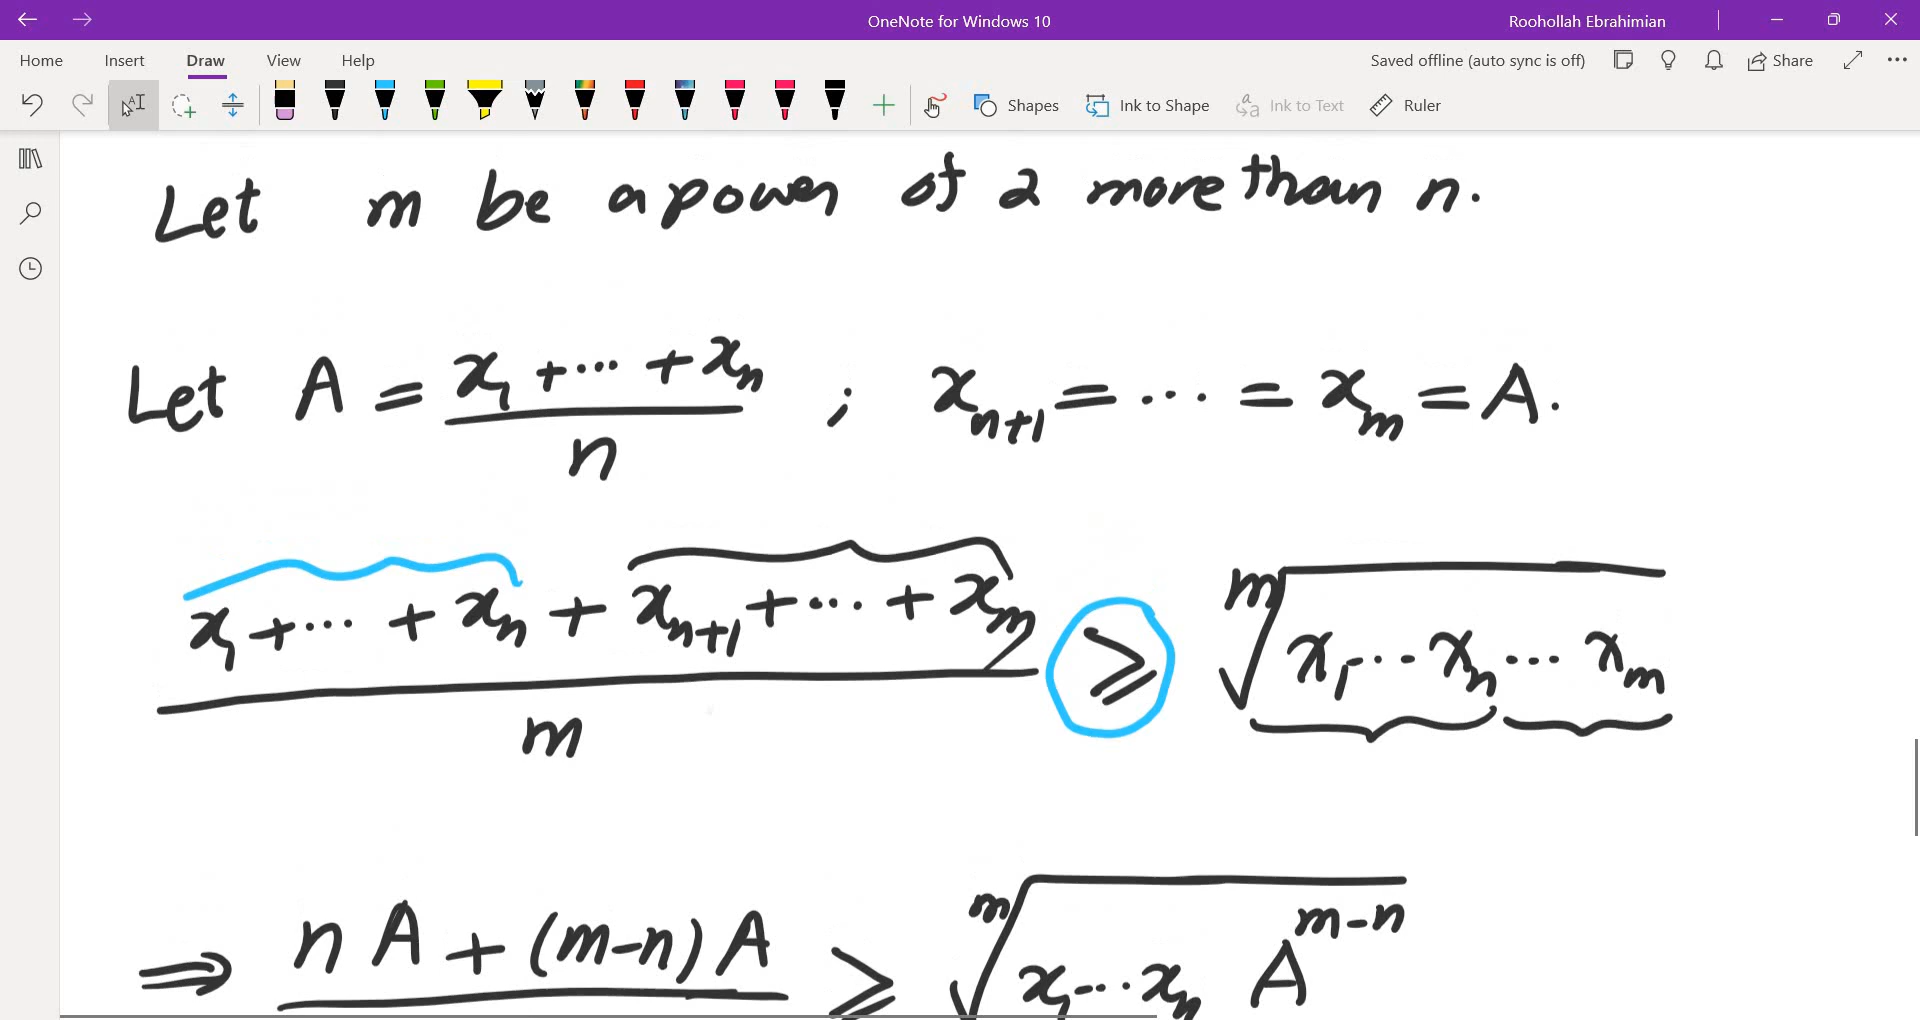 OneNote for Windows 10 Roohollah Ebrahimian
Home Insert Draw View Help Saved offline (auto sync is off) Share
Shapes Ink to Shape Ink to Text Ruler
Let m be a power of 2 more than n.
Let A = (x₁ + ⋯ + xₙ)/n ; xₙ₊₁ = ⋯ = xₘ = A.
(x₁ + ⋯ + xₙ + xₙ₊₁ + ⋯ + xₘ)/m ⩾ ᵐ√(x₁ ⋯ xₙ ⋯ xₘ)
⇒ nA + (m-n)A ⩾ ᵐ√(x₁ ⋯ xₙ A^(m-n))